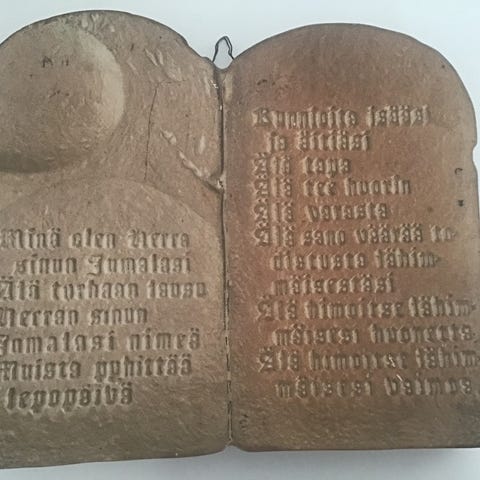 Minä olen Herra
sinun Jumalasi
Älä turhaan lausu
Herran sinun
Jumalasi nimeä
Muista pyhittää
lepopäivä
Kunnioita isääsi
ja äitiäsi
Älä tapa
Älä tee huorin
Älä varasta
Älä sano väärää to-
distusta lähim-
mäisestäsi
Älä himoitse lähim-
mäisesi huonetta
Älä himoitse lähim-
mäisesi vaimoa